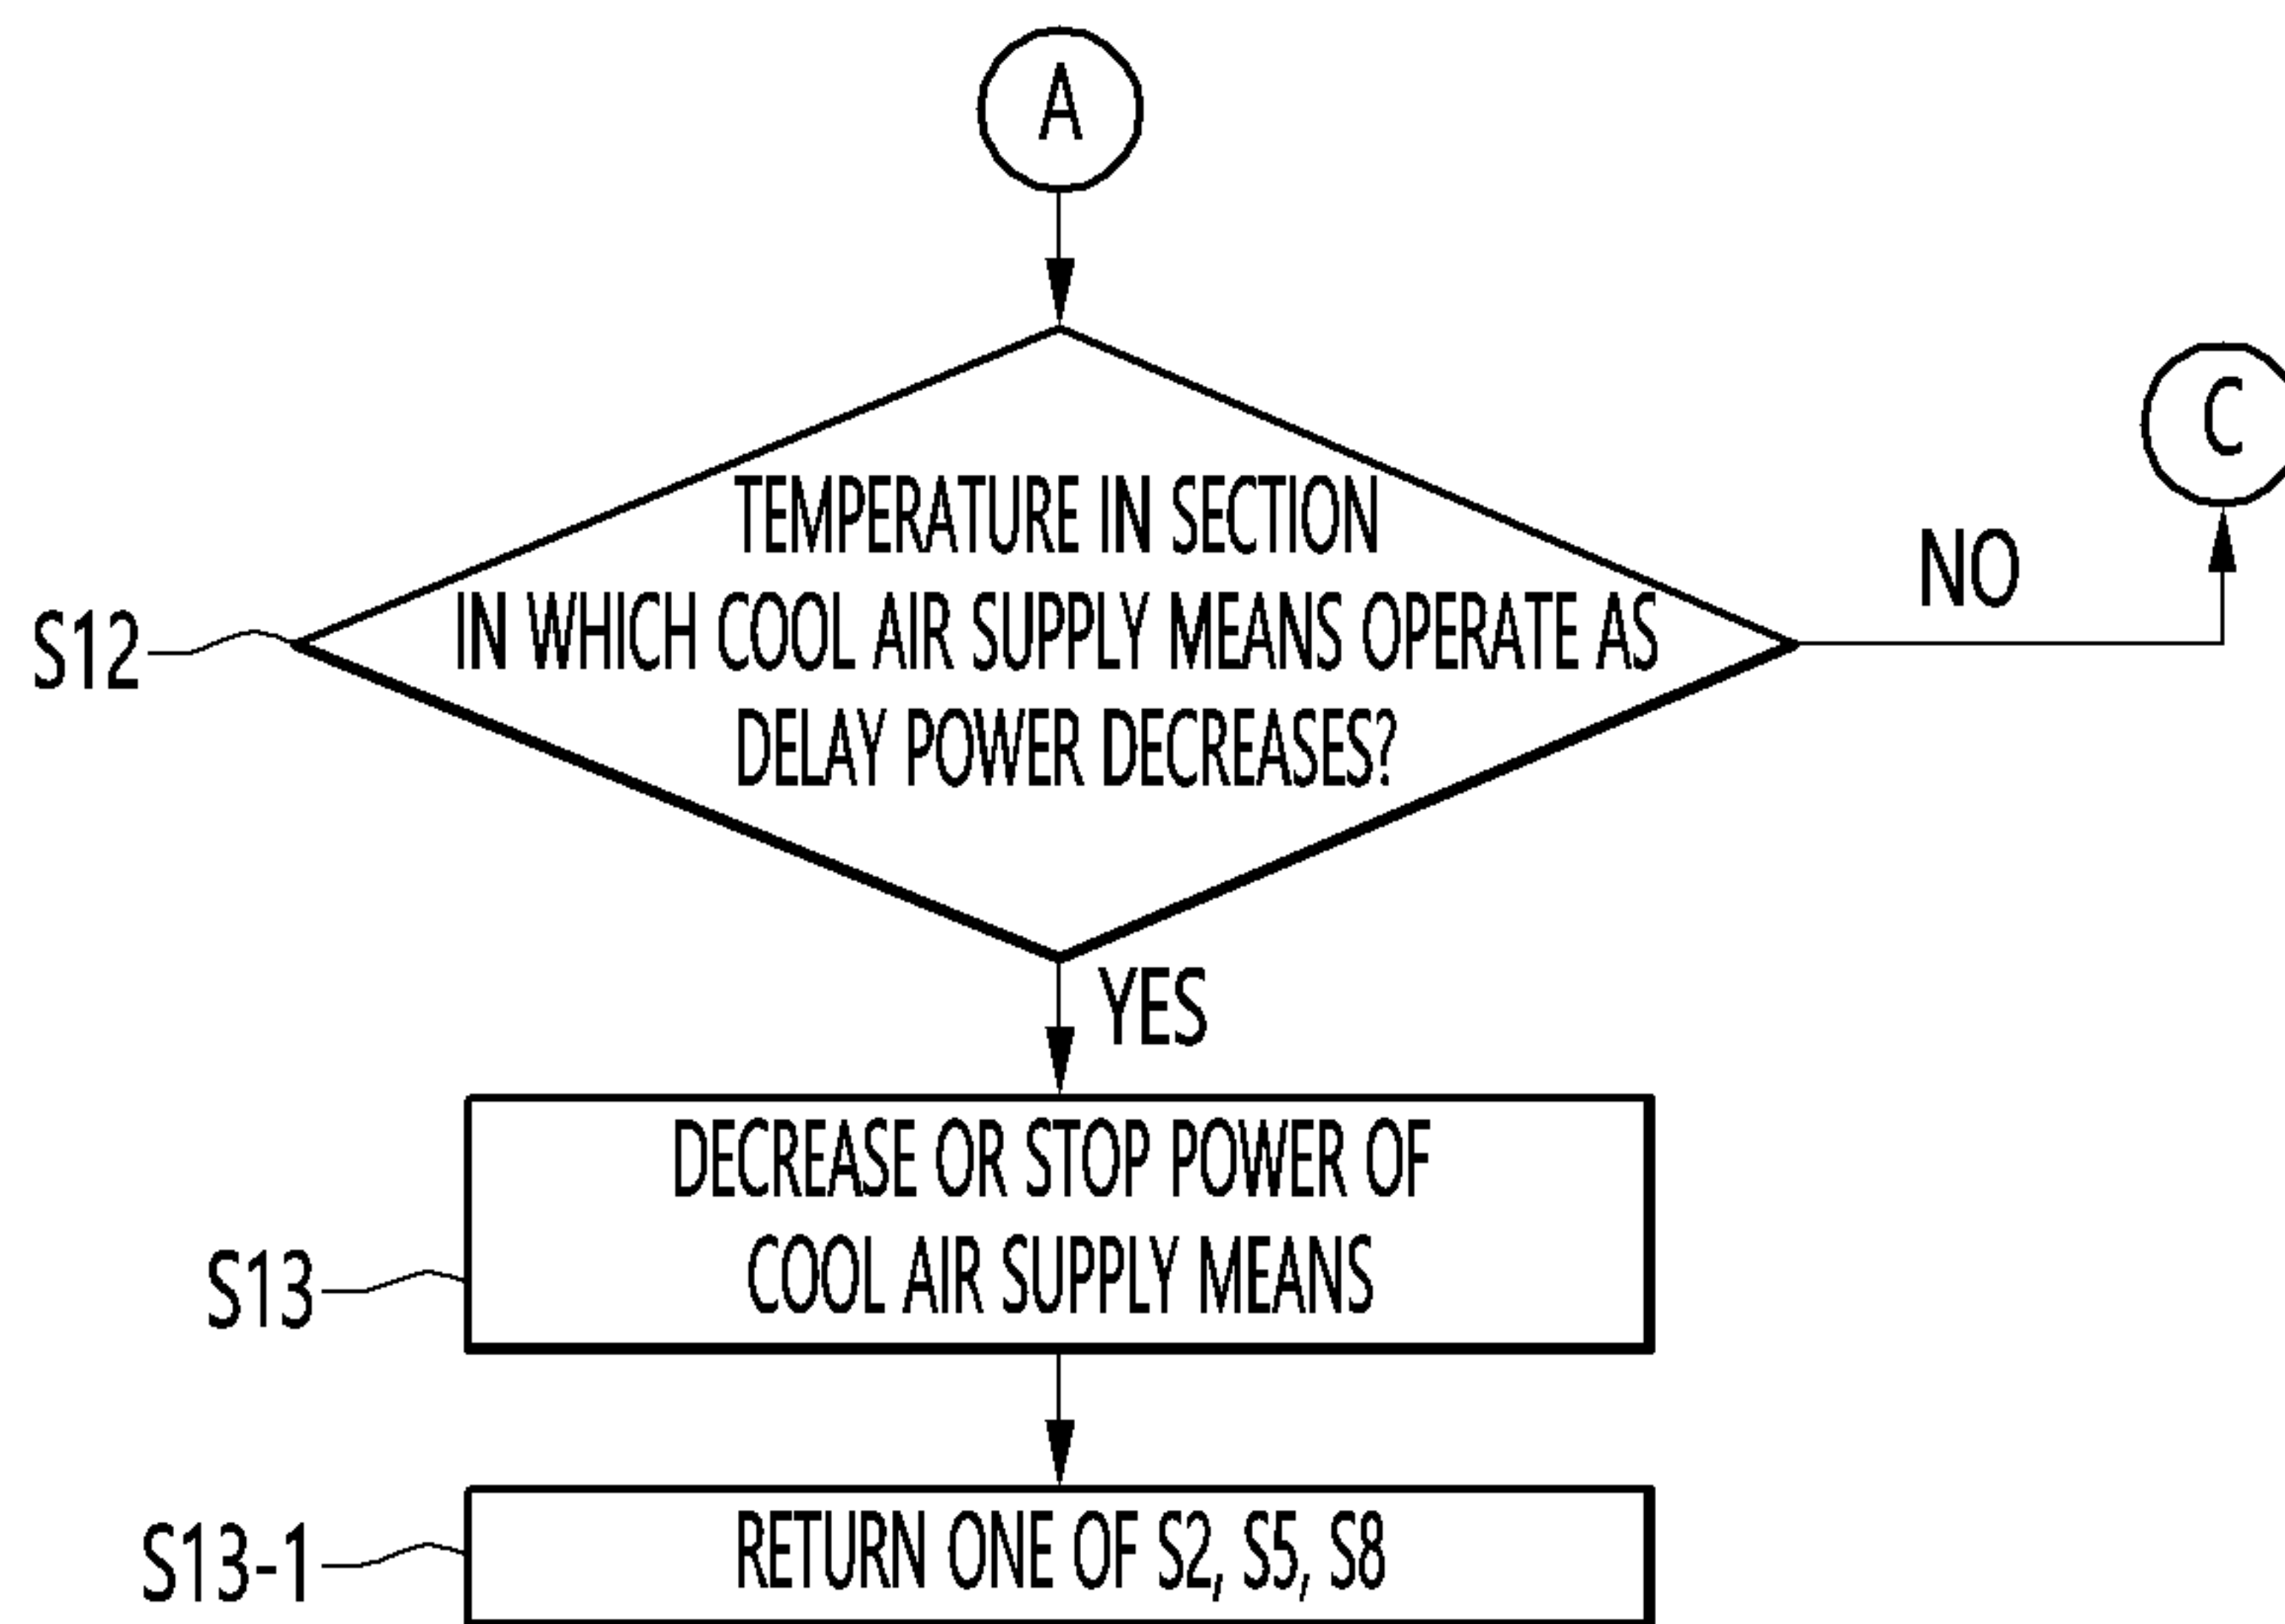 A
C
TEMPERATURE IN SECTION
IN WHICH COOL AIR SUPPLY MEANS OPERATE AS
DELAY POWER DECREASES?
NO
S12
YES
DECREASE OR STOP POWER OF
COOL AIR SUPPLY MEANS
S13
RETURN ONE OF S2, S5, S8
S13-1